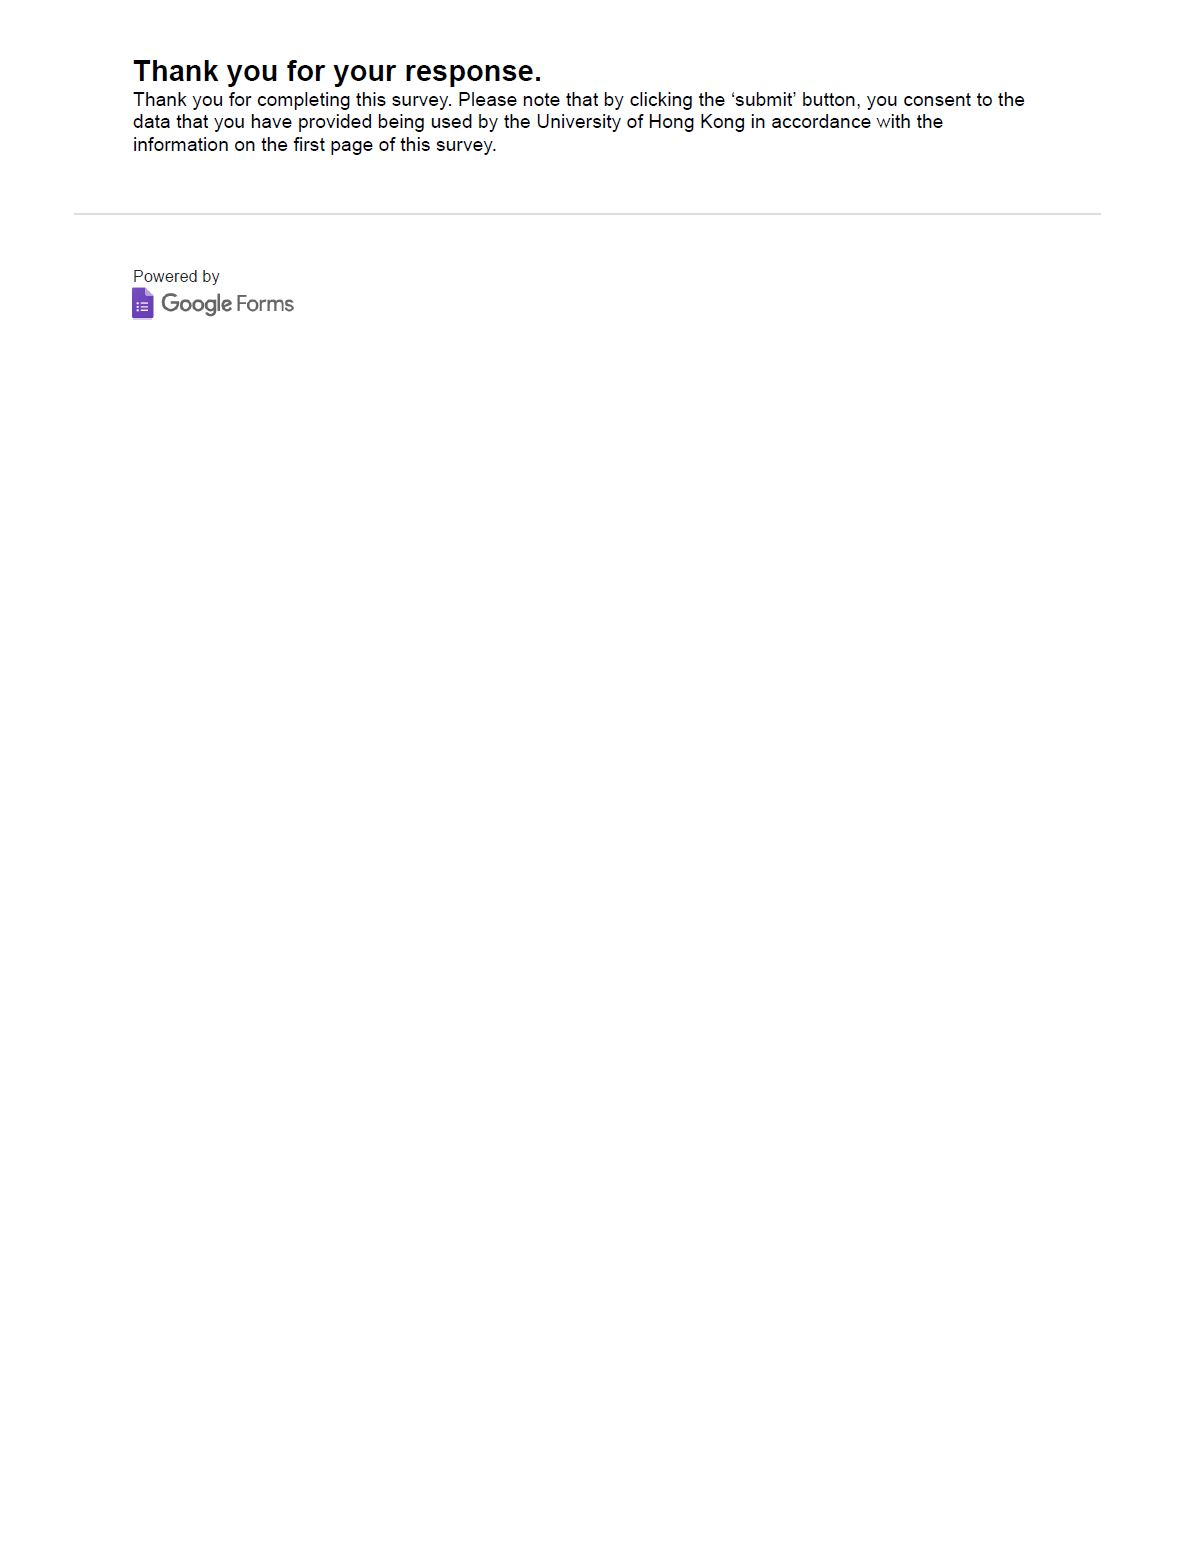 Thank you for your response.
Thank you for completing this survey. Please note that by clicking the ‘submit’ button, you consent to the
data that you have provided being used by the University of Hong Kong in accordance with the
information on the first page of this survey.
Powered by
Google Forms